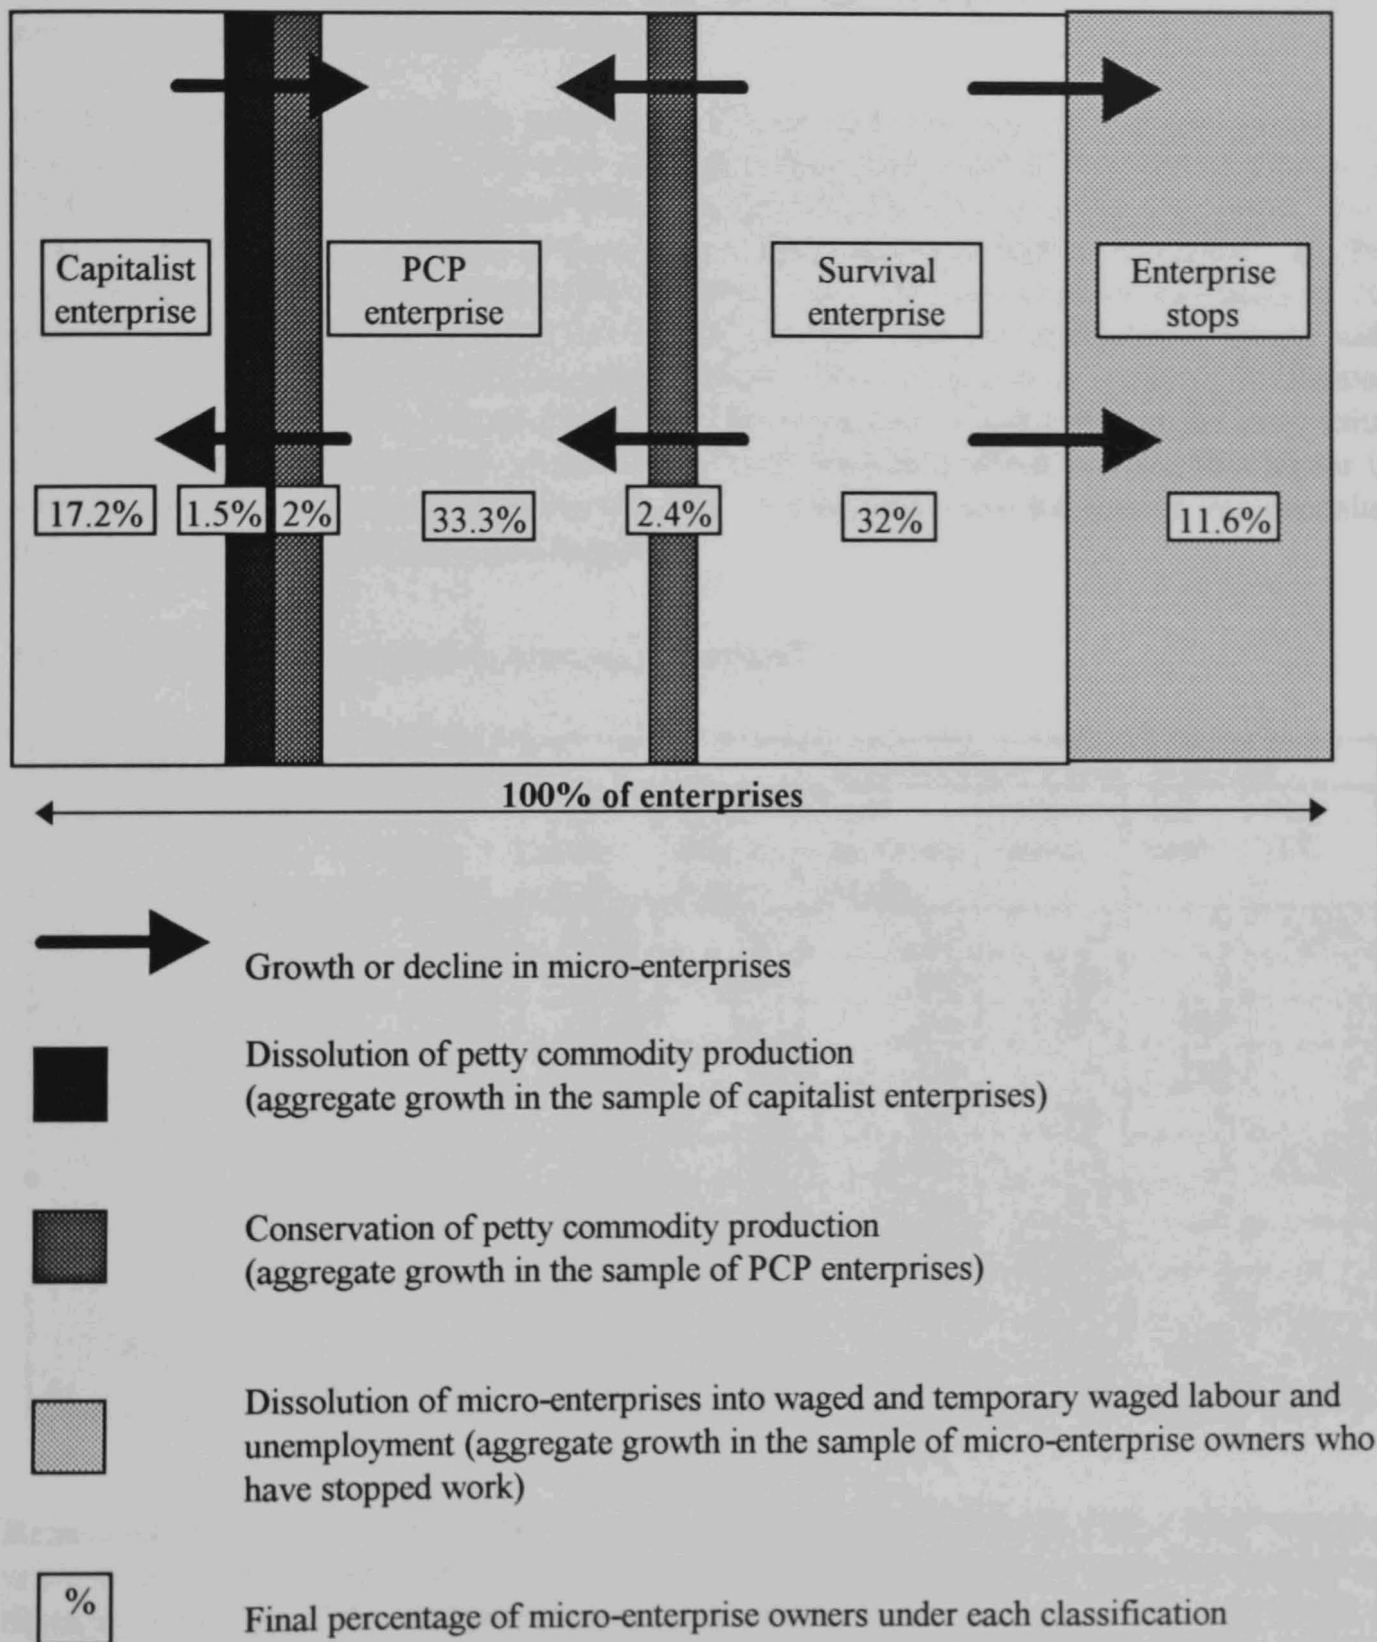 Capitalist
enterprise
PCP
enterprise
Survival
enterprise
Enterprise
stops
17.2%
1.5%
2%
33.3%
2.4%
32%
11.6%
100% of enterprises
Growth or decline in micro-enterprises
Dissolution of petty commodity production
(aggregate growth in the sample of capitalist enterprises)
Conservation of petty commodity production
(aggregate growth in the sample of PCP enterprises)
Dissolution of micro-enterprises into waged and temporary waged labour and
unemployment (aggregate growth in the sample of micro-enterprise owners who
have stopped work)
%
Final percentage of micro-enterprise owners under each classification